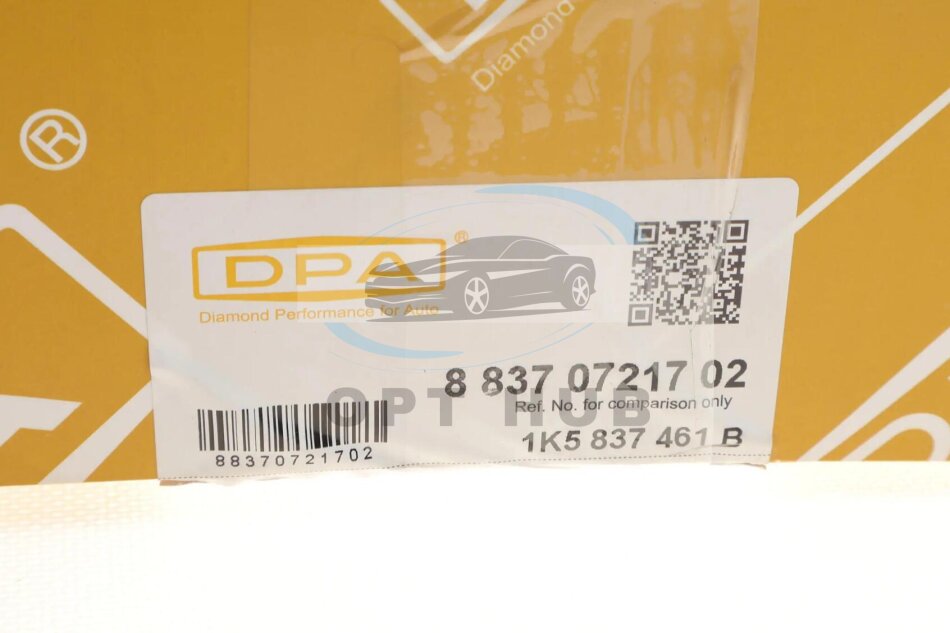 Diamond
®
DPA®
Diamond Performance for Auto
8 837 07217 02
Ref. No. for comparison only
OPT HUB
1K5 837 461 B
88370721702